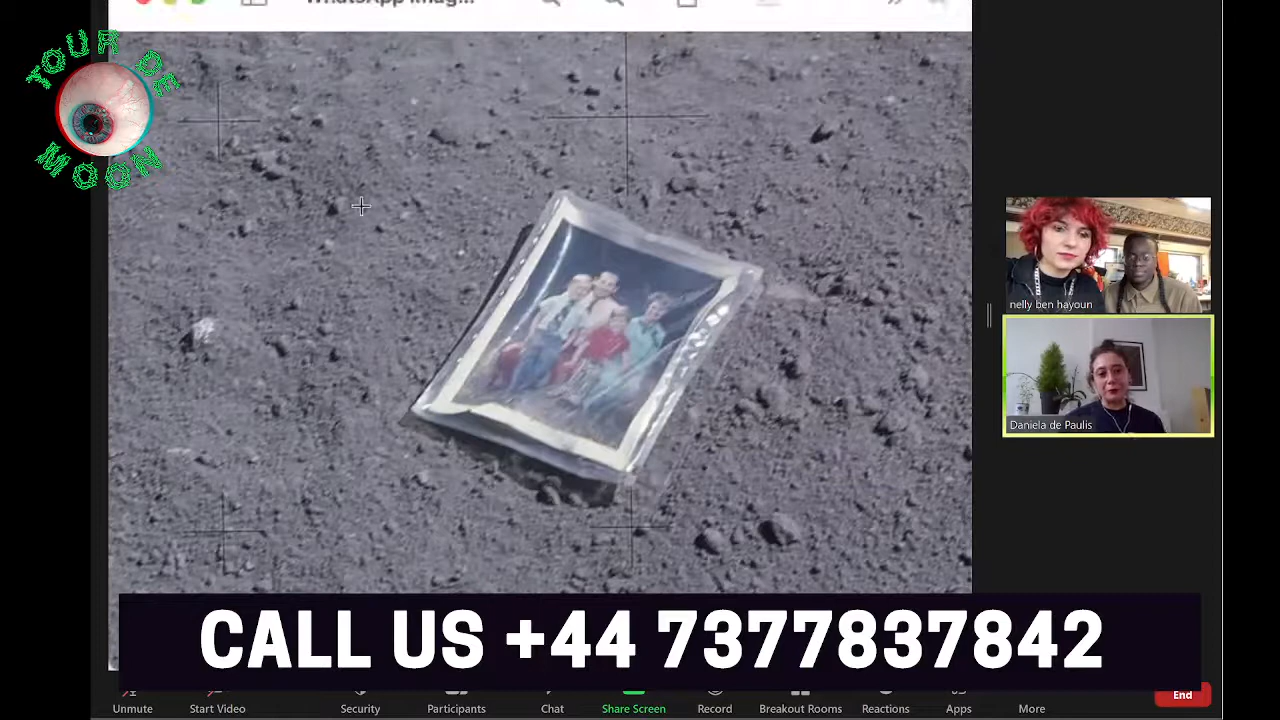 YOUR DE
MOON
nelly ben hayoun
Daniela de Paulis
CALL US +44 7377837842
Unmute
Start Video
Security
Participants
Chat
Share Screen
Record
Breakout Rooms
Reactions
Apps
More
End